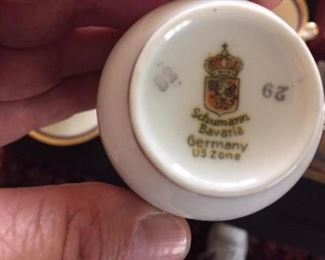 29
Schumann
Bavaria
Germany
US Zone